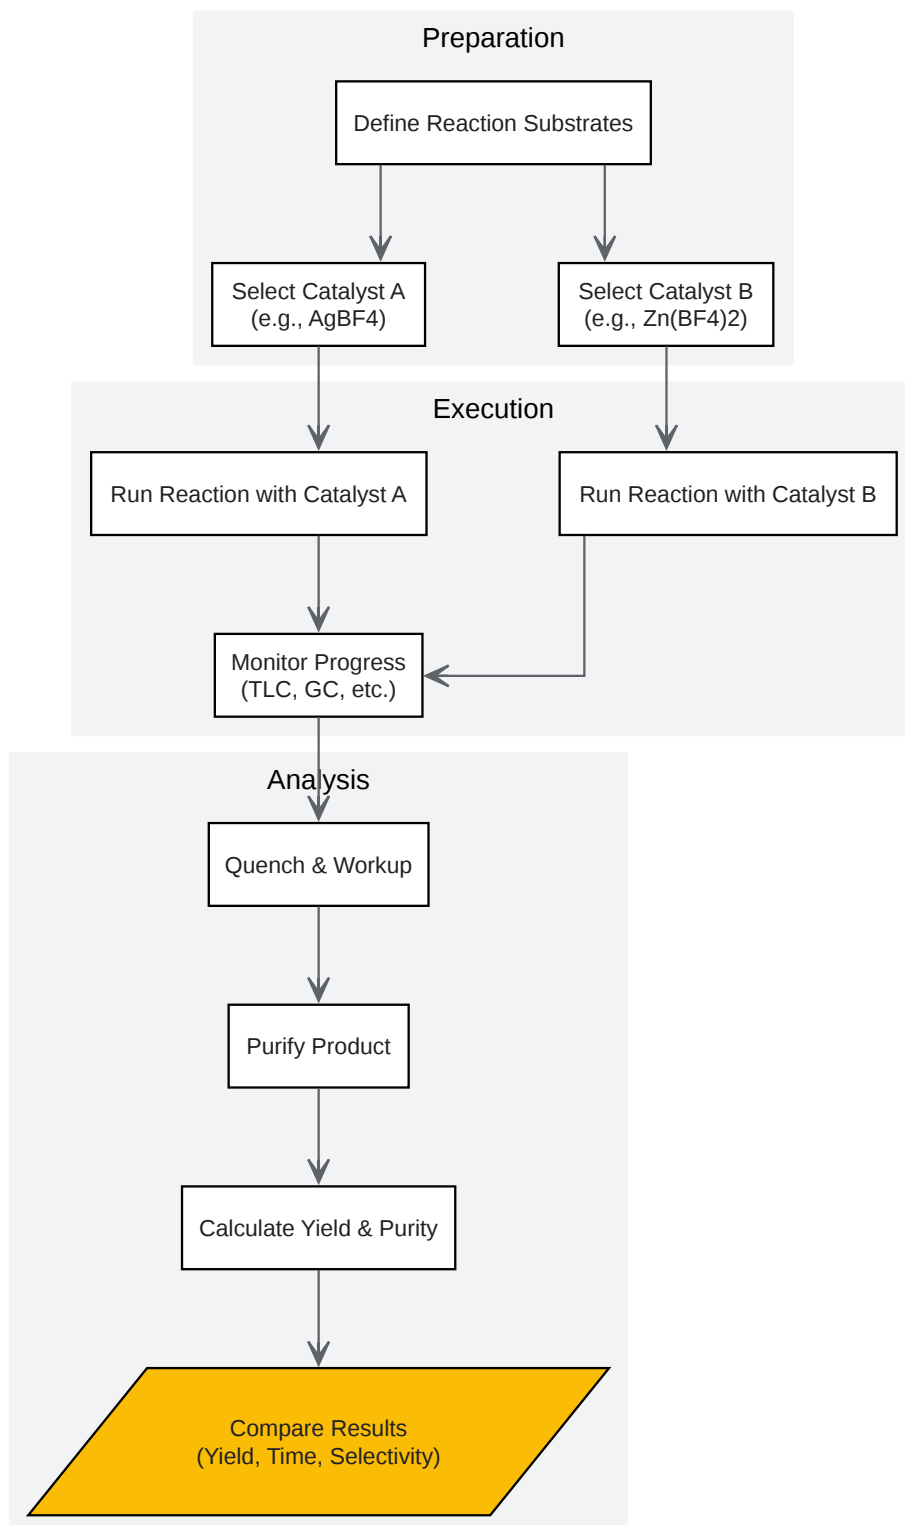 Preparation
Define Reaction Substrates
Select Catalyst A
(e.g., AgBF4)
Select Catalyst B
(e.g., Zn(BF4)2)
Execution
Run Reaction with Catalyst A
Run Reaction with Catalyst B
Monitor Progress
(TLC, GC, etc.)
Analysis
Quench & Workup
Purify Product
Calculate Yield & Purity
Compare Results
(Yield, Time, Selectivity)